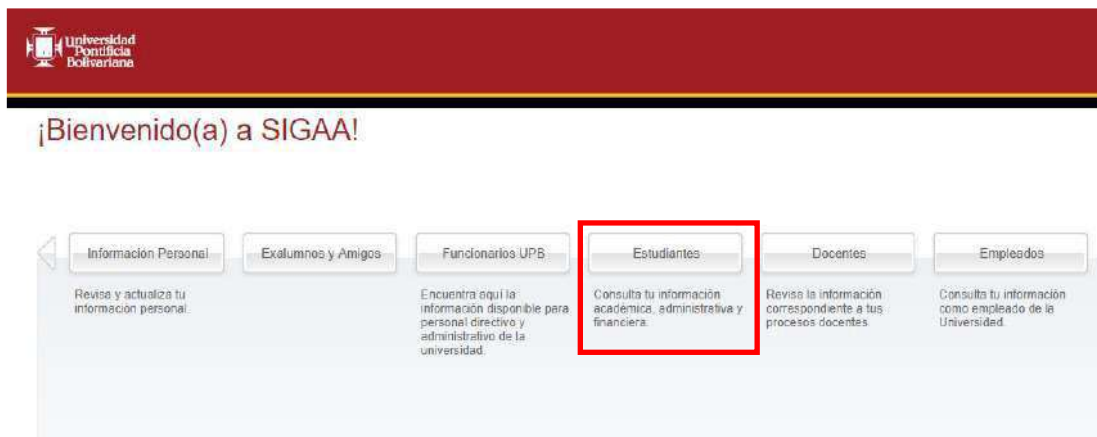 Universidad
Pontificia
Bolivariana
¡Bienvenido(a) a SIGAA!
Información Personal
Revisa y actualiza tu
información personal.
Exalumnos y Amigos
Funcionarios UPB
Encuentra aquí la
información disponible para
personal directivo y
administrativo de la
universidad.
Estudiantes
Consulta tu información
académica, administrativa y
financiera.
Docentes
Revisa la información
correspondiente a tus
procesos docentes
Empleados
Consulta tu información
como empleado de la
Universidad.